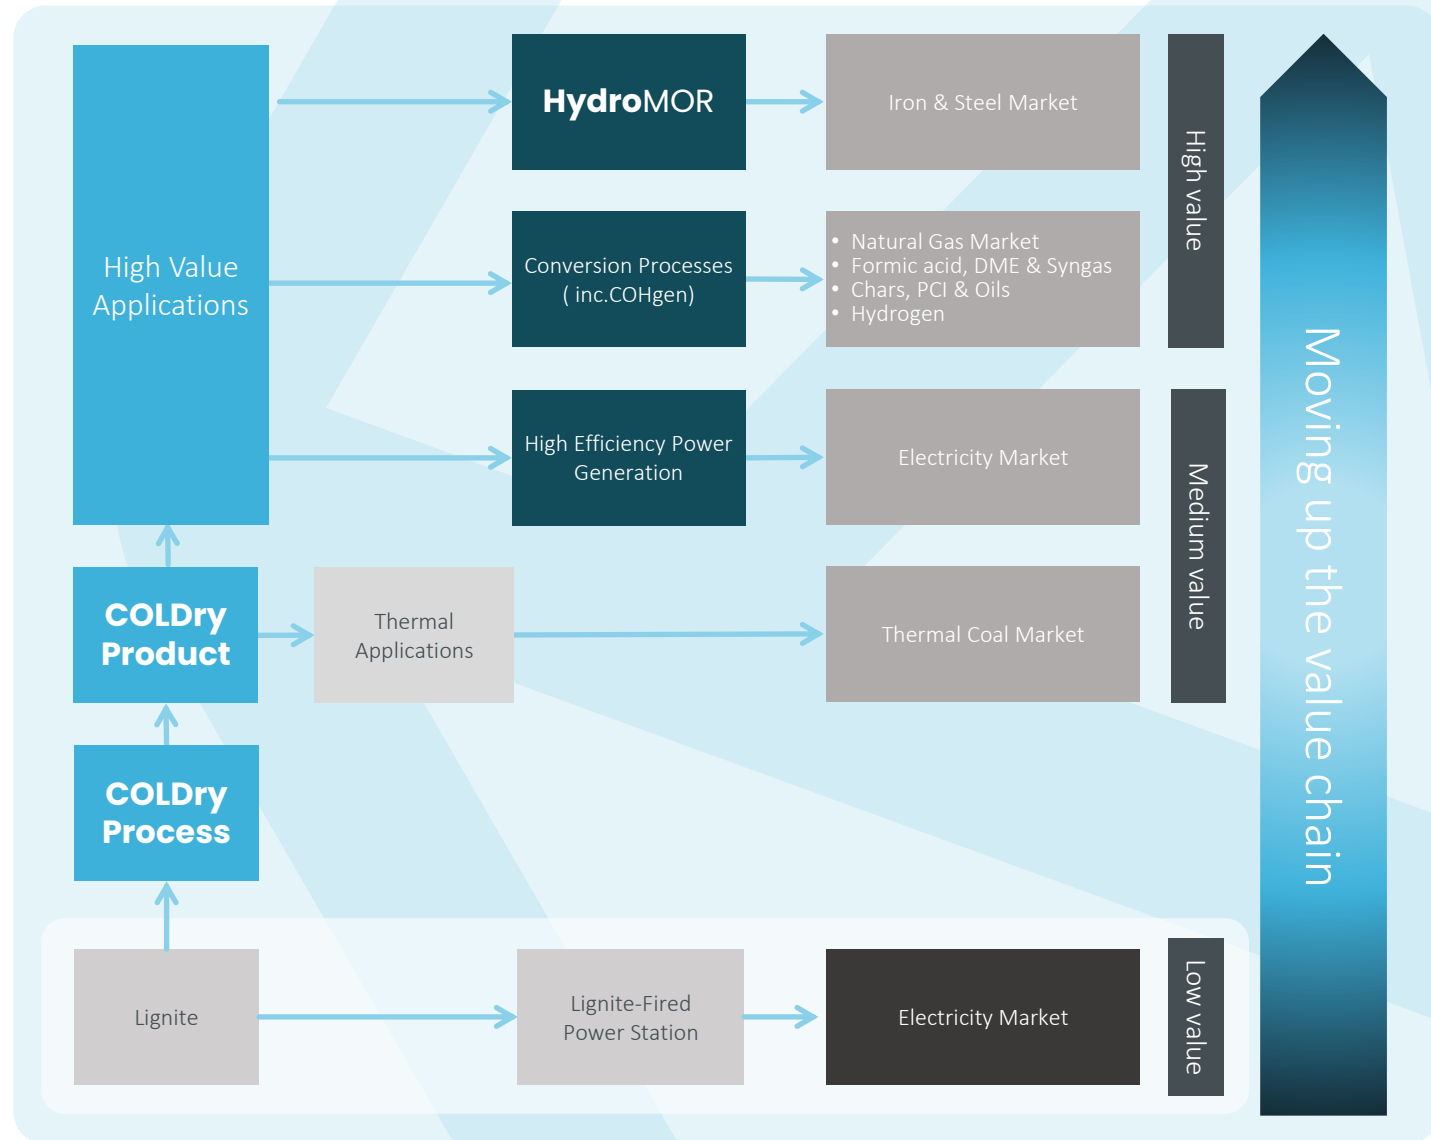 High Value
Applications
HydroMOR
Iron & Steel Market
Conversion Processes
( inc.COHgen)
• Natural Gas Market
• Formic acid, DME & Syngas
• Chars, PCI & Oils
• Hydrogen
High value
High Efficiency Power
Generation
Electricity Market
COLDry
Product
Thermal
Applications
Thermal Coal Market
Medium value
COLDry
Process
Lignite
Lignite-Fired
Power Station
Electricity Market
Low value
Moving up the value chain